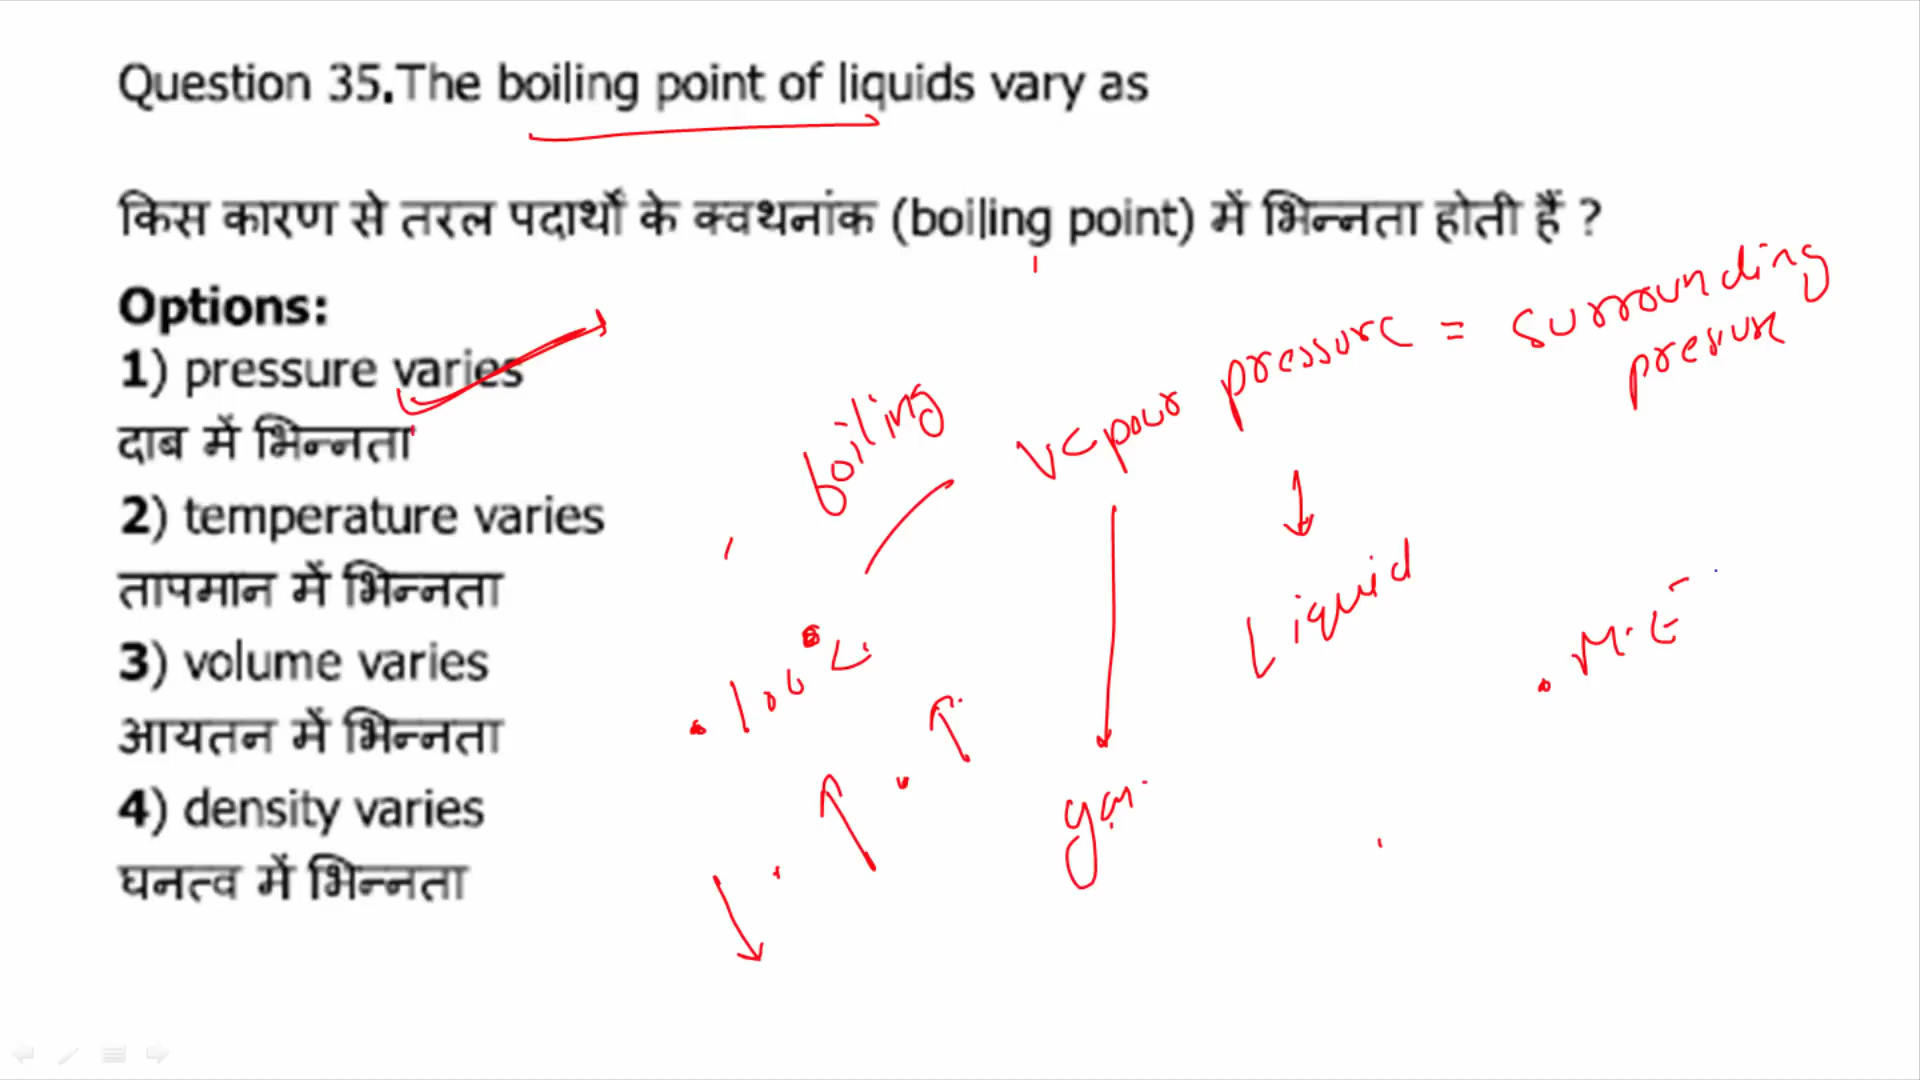 Question 35.The boiling point of liquids vary as
किस कारण से तरल पदार्थों के क्वथनांक (boiling point) में भिन्नता होती हैं ?
Options:
1) pressure varies
दाब में भिन्नता
2) temperature varies
तापमान में भिन्नता
3) volume varies
आयतन में भिन्नता
4) density varies
घनत्व में भिन्नता
boiling
vapour pressure = surrounding
pressure
Liquid
100°C